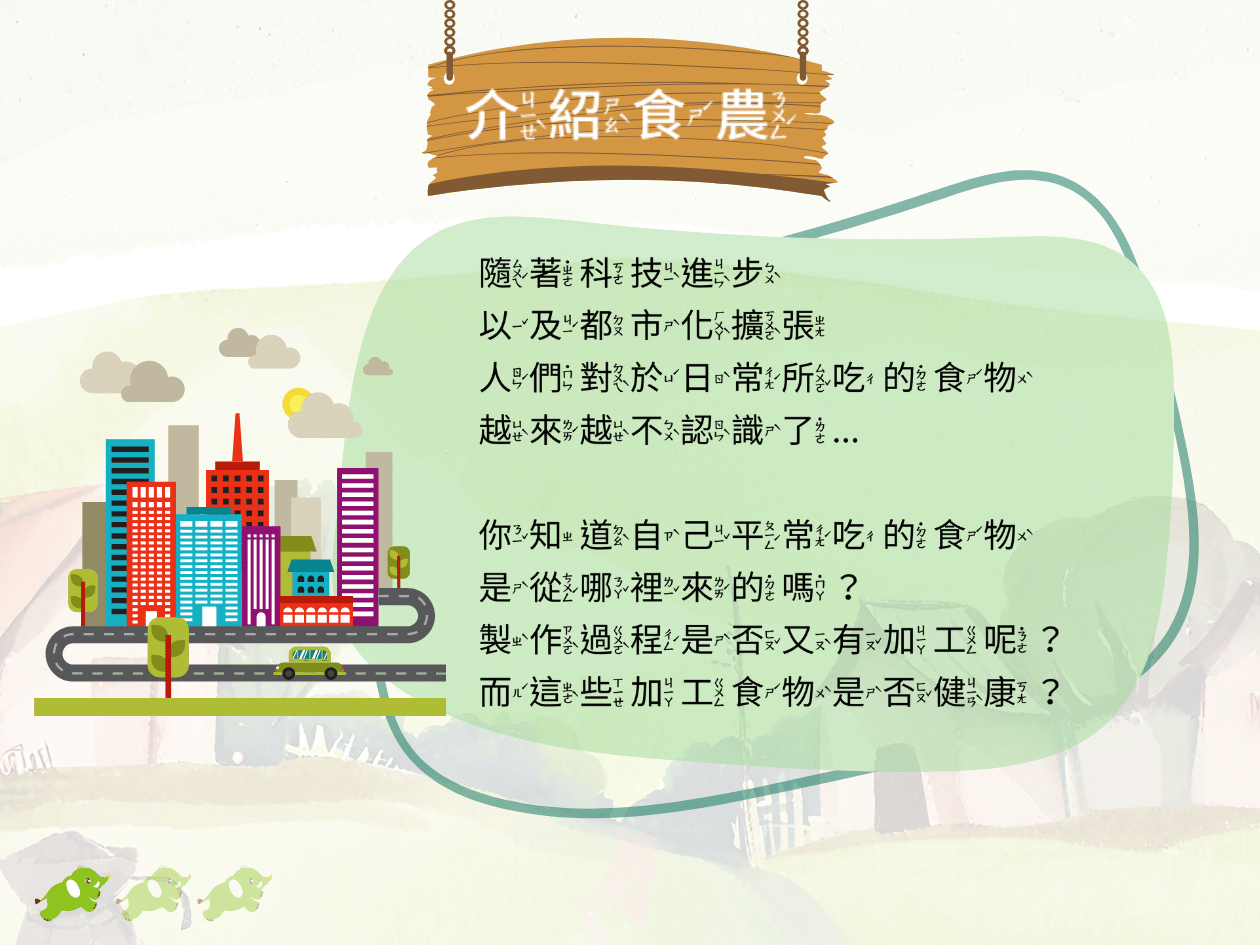 介紹食農
隨著科技進步
以及都市化擴張
人們對於日常所吃的食物
越來越不認識了...
你知道自己平常吃的食物
是從哪裡來的嗎？
製作過程是否又有加工呢？
而這些加工食物是否健康？